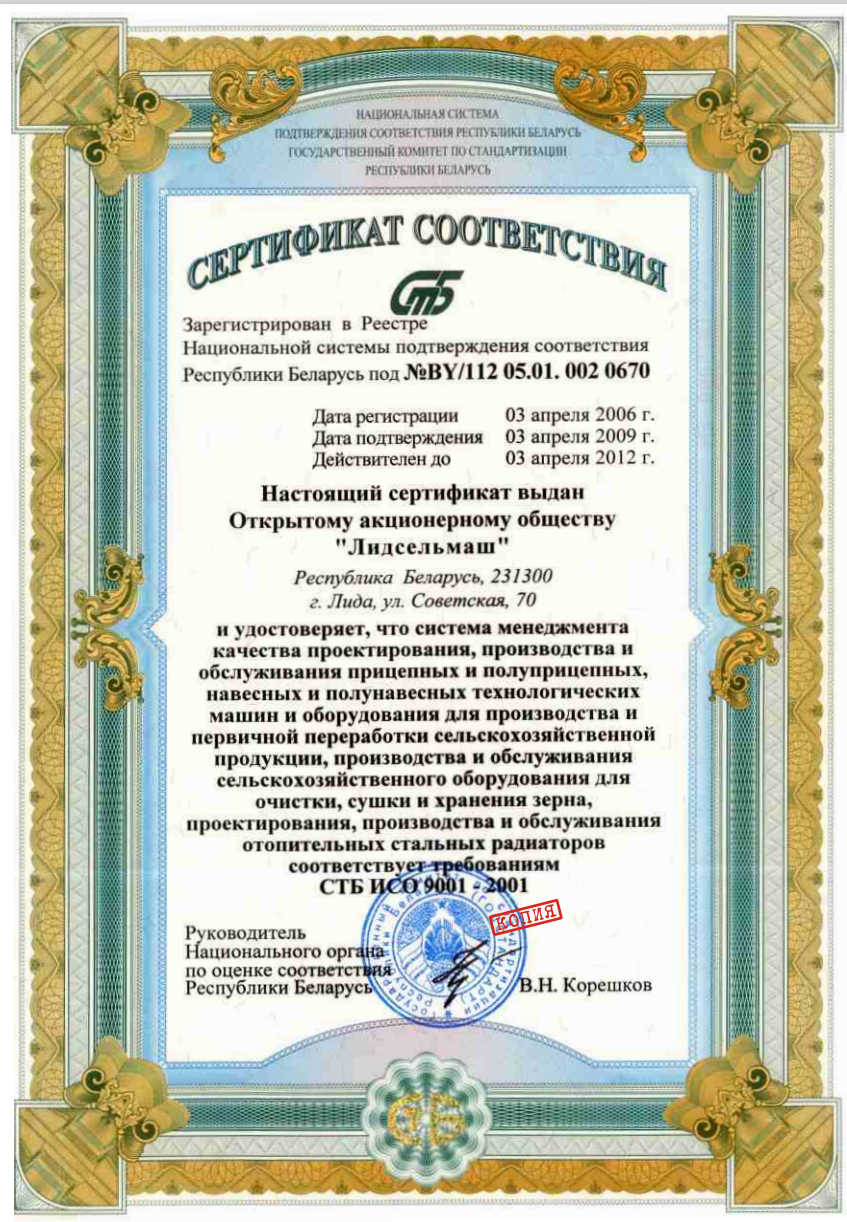 НАЦИОНАЛЬНАЯ СИСТЕМА
ПОДТВЕРЖДЕНИЯ СООТВЕТСТВИЯ РЕСПУБЛИКИ БЕЛАРУСЬ
ГОСУДАРСТВЕННЫЙ КОМИТЕТ ПО СТАНДАРТИЗАЦИИ
РЕСПУБЛИКИ БЕЛАРУСЬ
СЕРТИФИКАТ СООТВЕТСТВИЯ
СтБ
Зарегистрирован в Реестре
Национальной системы подтверждения соответствия
Республики Беларусь под №BY/112 05.01. 002 0670
Дата регистрации 03 апреля 2006 г.
Дата подтверждения 03 апреля 2009 г.
Действителен до 03 апреля 2012 г.
Настоящий сертификат выдан
Открытому акционерному обществу
"Лидсельмаш"
Республика Беларусь, 231300
г. Лида, ул. Советская, 70
и удостоверяет, что система менеджмента
качества проектирования, производства и
обслуживания прицепных и полуприцепных,
навесных и полунавесных технологических
машин и оборудования для производства и
первичной переработки сельскохозяйственной
продукции, производства и обслуживания
сельскохозяйственного оборудования для
очистки, сушки и хранения зерна,
проектирования, производства и обслуживания
отопительных стальных радиаторов
соответствует требованиям
СТБ ИСО 9001 - 2001
КОПИЯ
Руководитель
Национального органа
по оценке соответствия
Республики Беларусь
В.Н. Корешков